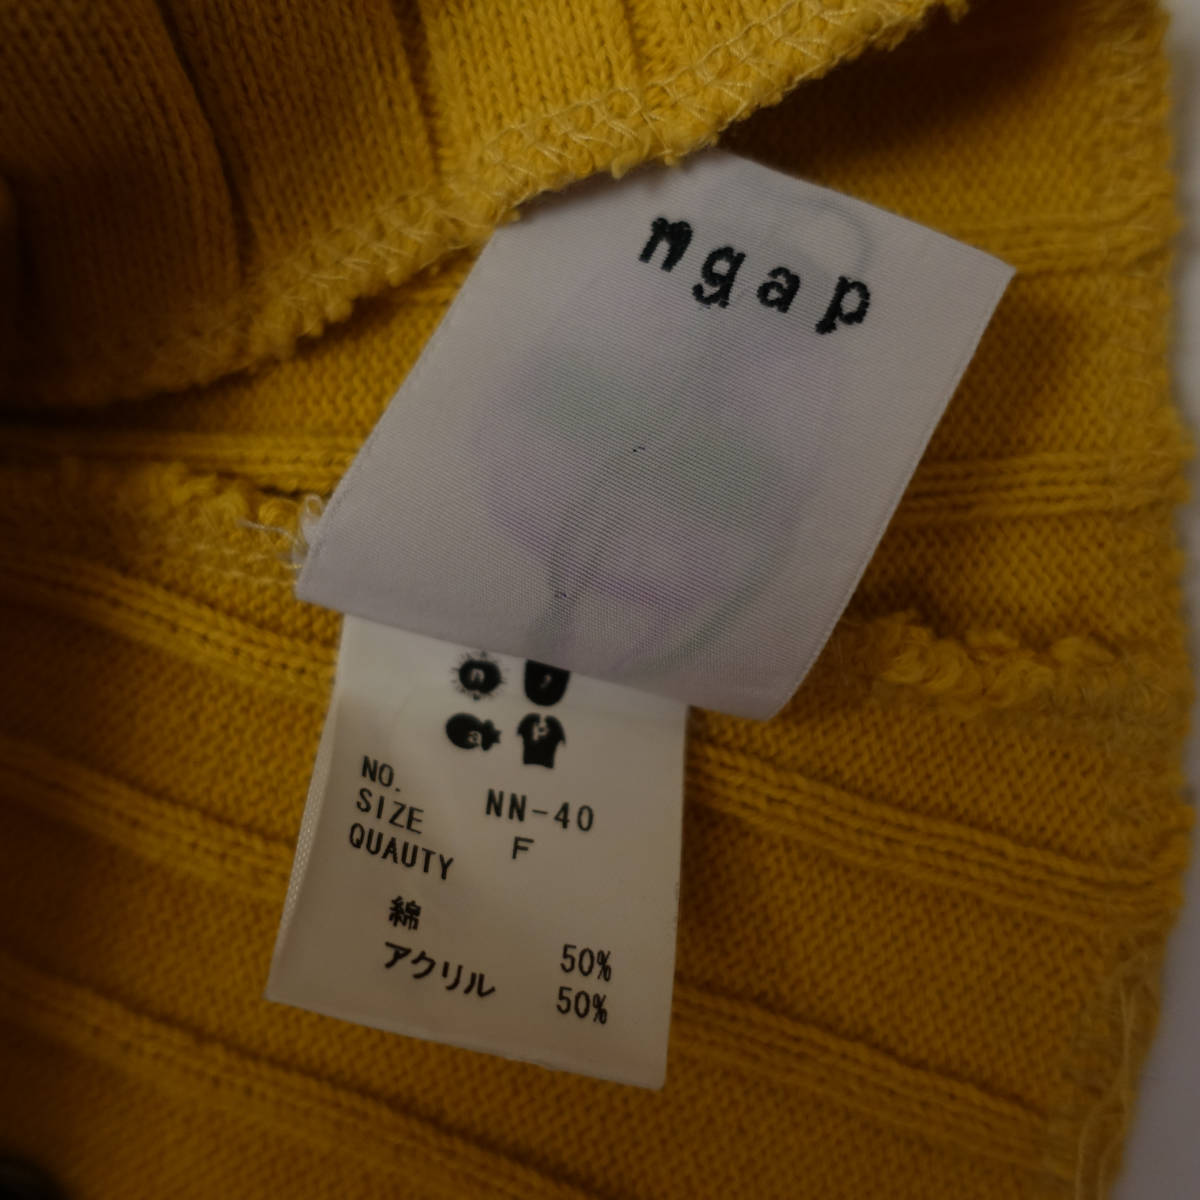 ngap
n ,
a P
NO. NN-40
SIZE F
QUAUTY
綿 50%
アクリル 50%